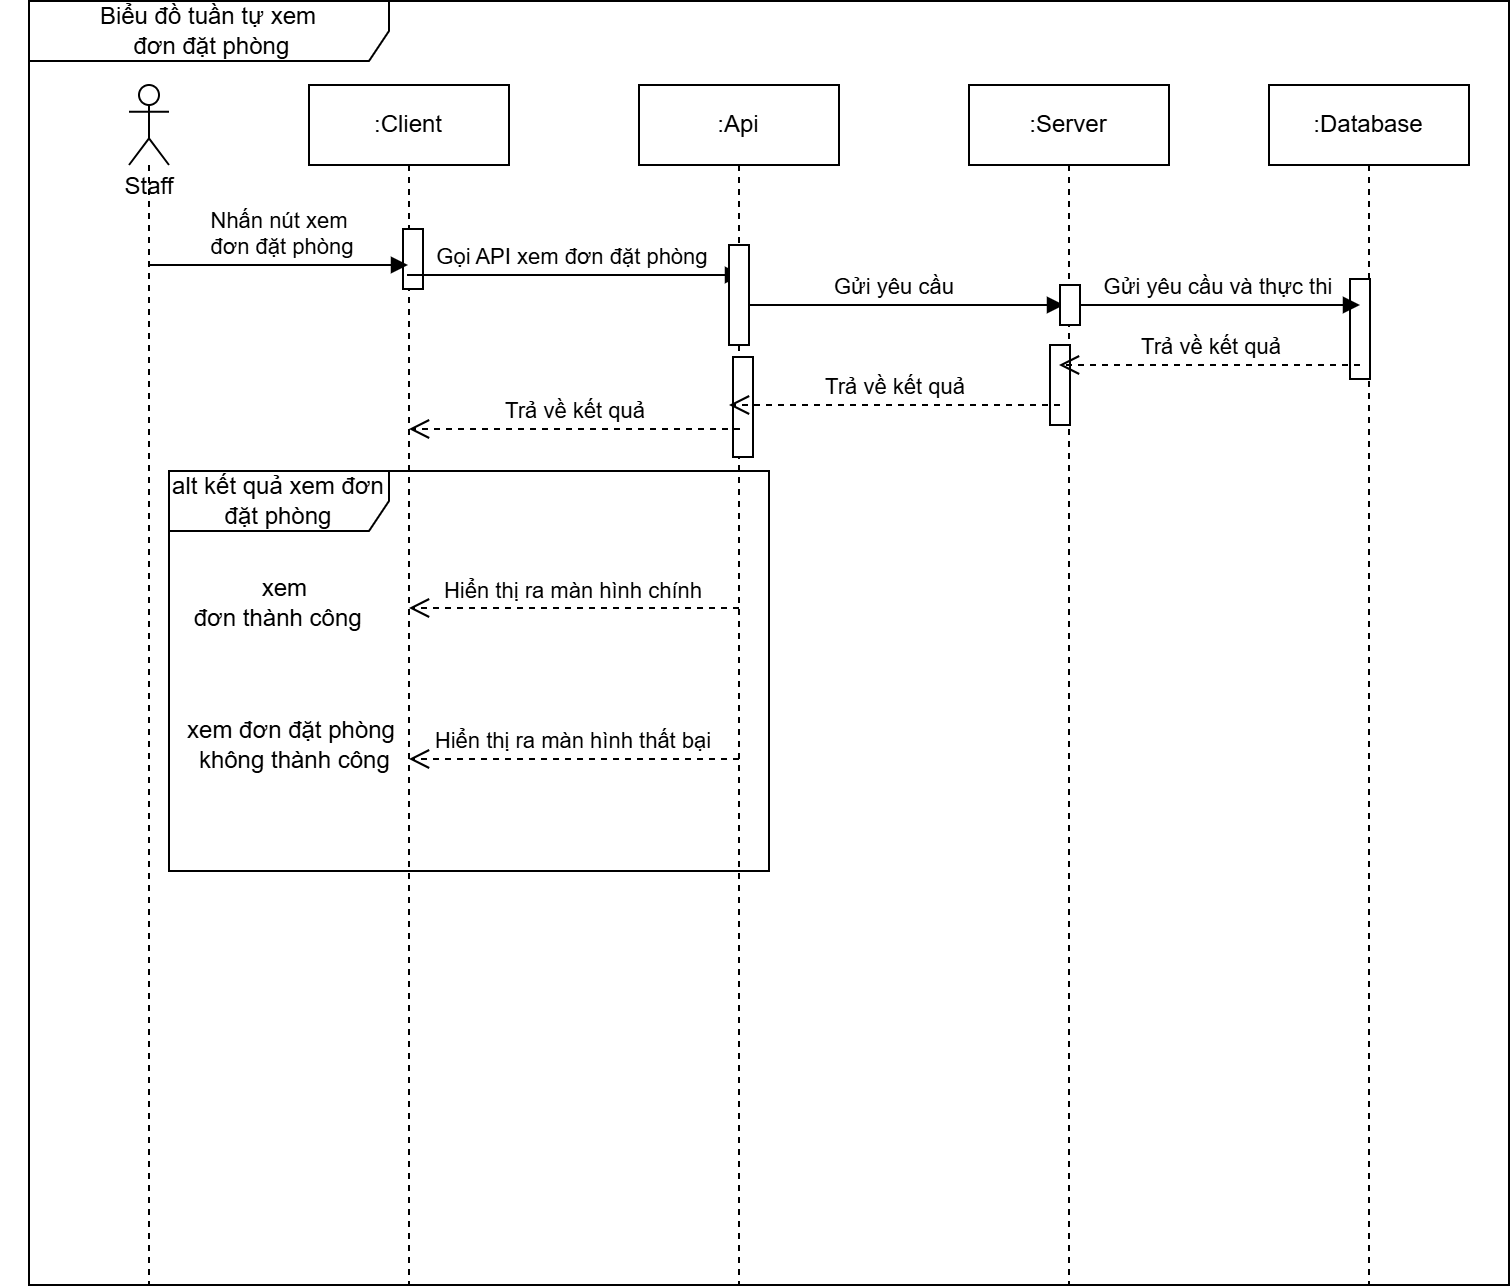 Biểu đồ tuần tự xem
đơn đặt phòng
Staff
:Client
:Api
:Server
:Database
Nhấn nút xem
đơn đặt phòng
Gọi API xem đơn đặt phòng
Gửi yêu cầu
Gửi yêu cầu và thực thi
Trả về kết quả
Trả về kết quả
Trả về kết quả
alt kết quả xem đơn
đặt phòng
xem
đơn thành công
Hiển thị ra màn hình chính
xem đơn đặt phòng
không thành công
Hiển thị ra màn hình thất bại